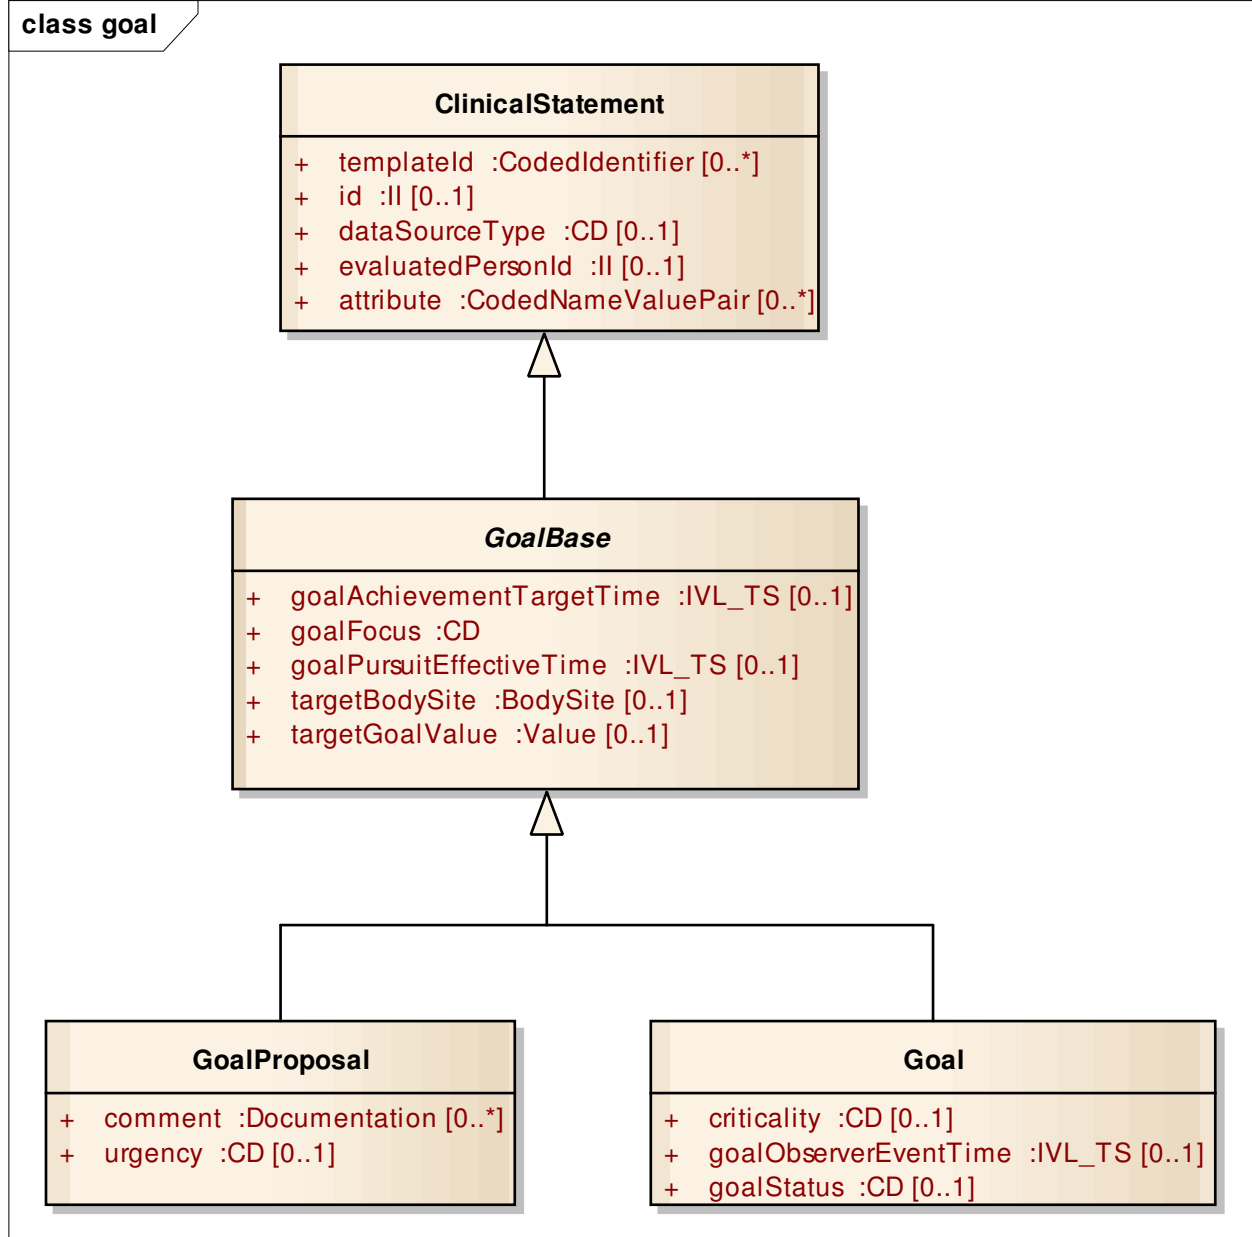 class goal
ClinicalStatement
+ templateId :CodedIdentifier [0..*]
+ id :II [0..1]
+ dataSourceType :CD [0..1]
+ evaluatedPersonId :II [0..1]
+ attribute :CodedNameValuePair [0..*]
GoalBase
+ goalAchievementTargetTime :IVL_TS [0..1]
+ goalFocus :CD
+ goalPursuitEffectiveTime :IVL_TS [0..1]
+ targetBodySite :BodySite [0..1]
+ targetGoalValue :Value [0..1]
GoalProposal
+ comment :Documentation [0..*]
+ urgency :CD [0..1]
Goal
+ criticality :CD [0..1]
+ goalObserverEventTime :IVL_TS [0..1]
+ goalStatus :CD [0..1]